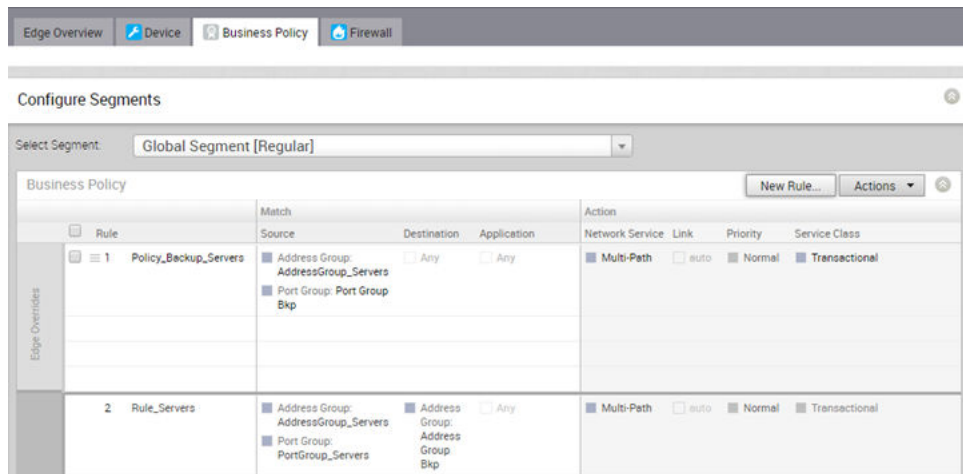 Edge Overview Device Business Policy Firewall
Configure Segments
Select Segment: Global Segment [Regular]
Business Policy New Rule... Actions
Match Action
Rule Source Destination Application Network Service Link Priority Service Class
1 Policy_Backup_Servers Address Group: Any Any Multi-Path auto Normal Transactional
AddressGroup_Servers
Port Group: Port Group
Bkp
Edge Overrides
2 Rule_Servers Address Group: Address Any Multi-Path auto Normal Transactional
AddressGroup_Servers Group:
Port Group: Address
PortGroup_Servers Group
Bkp